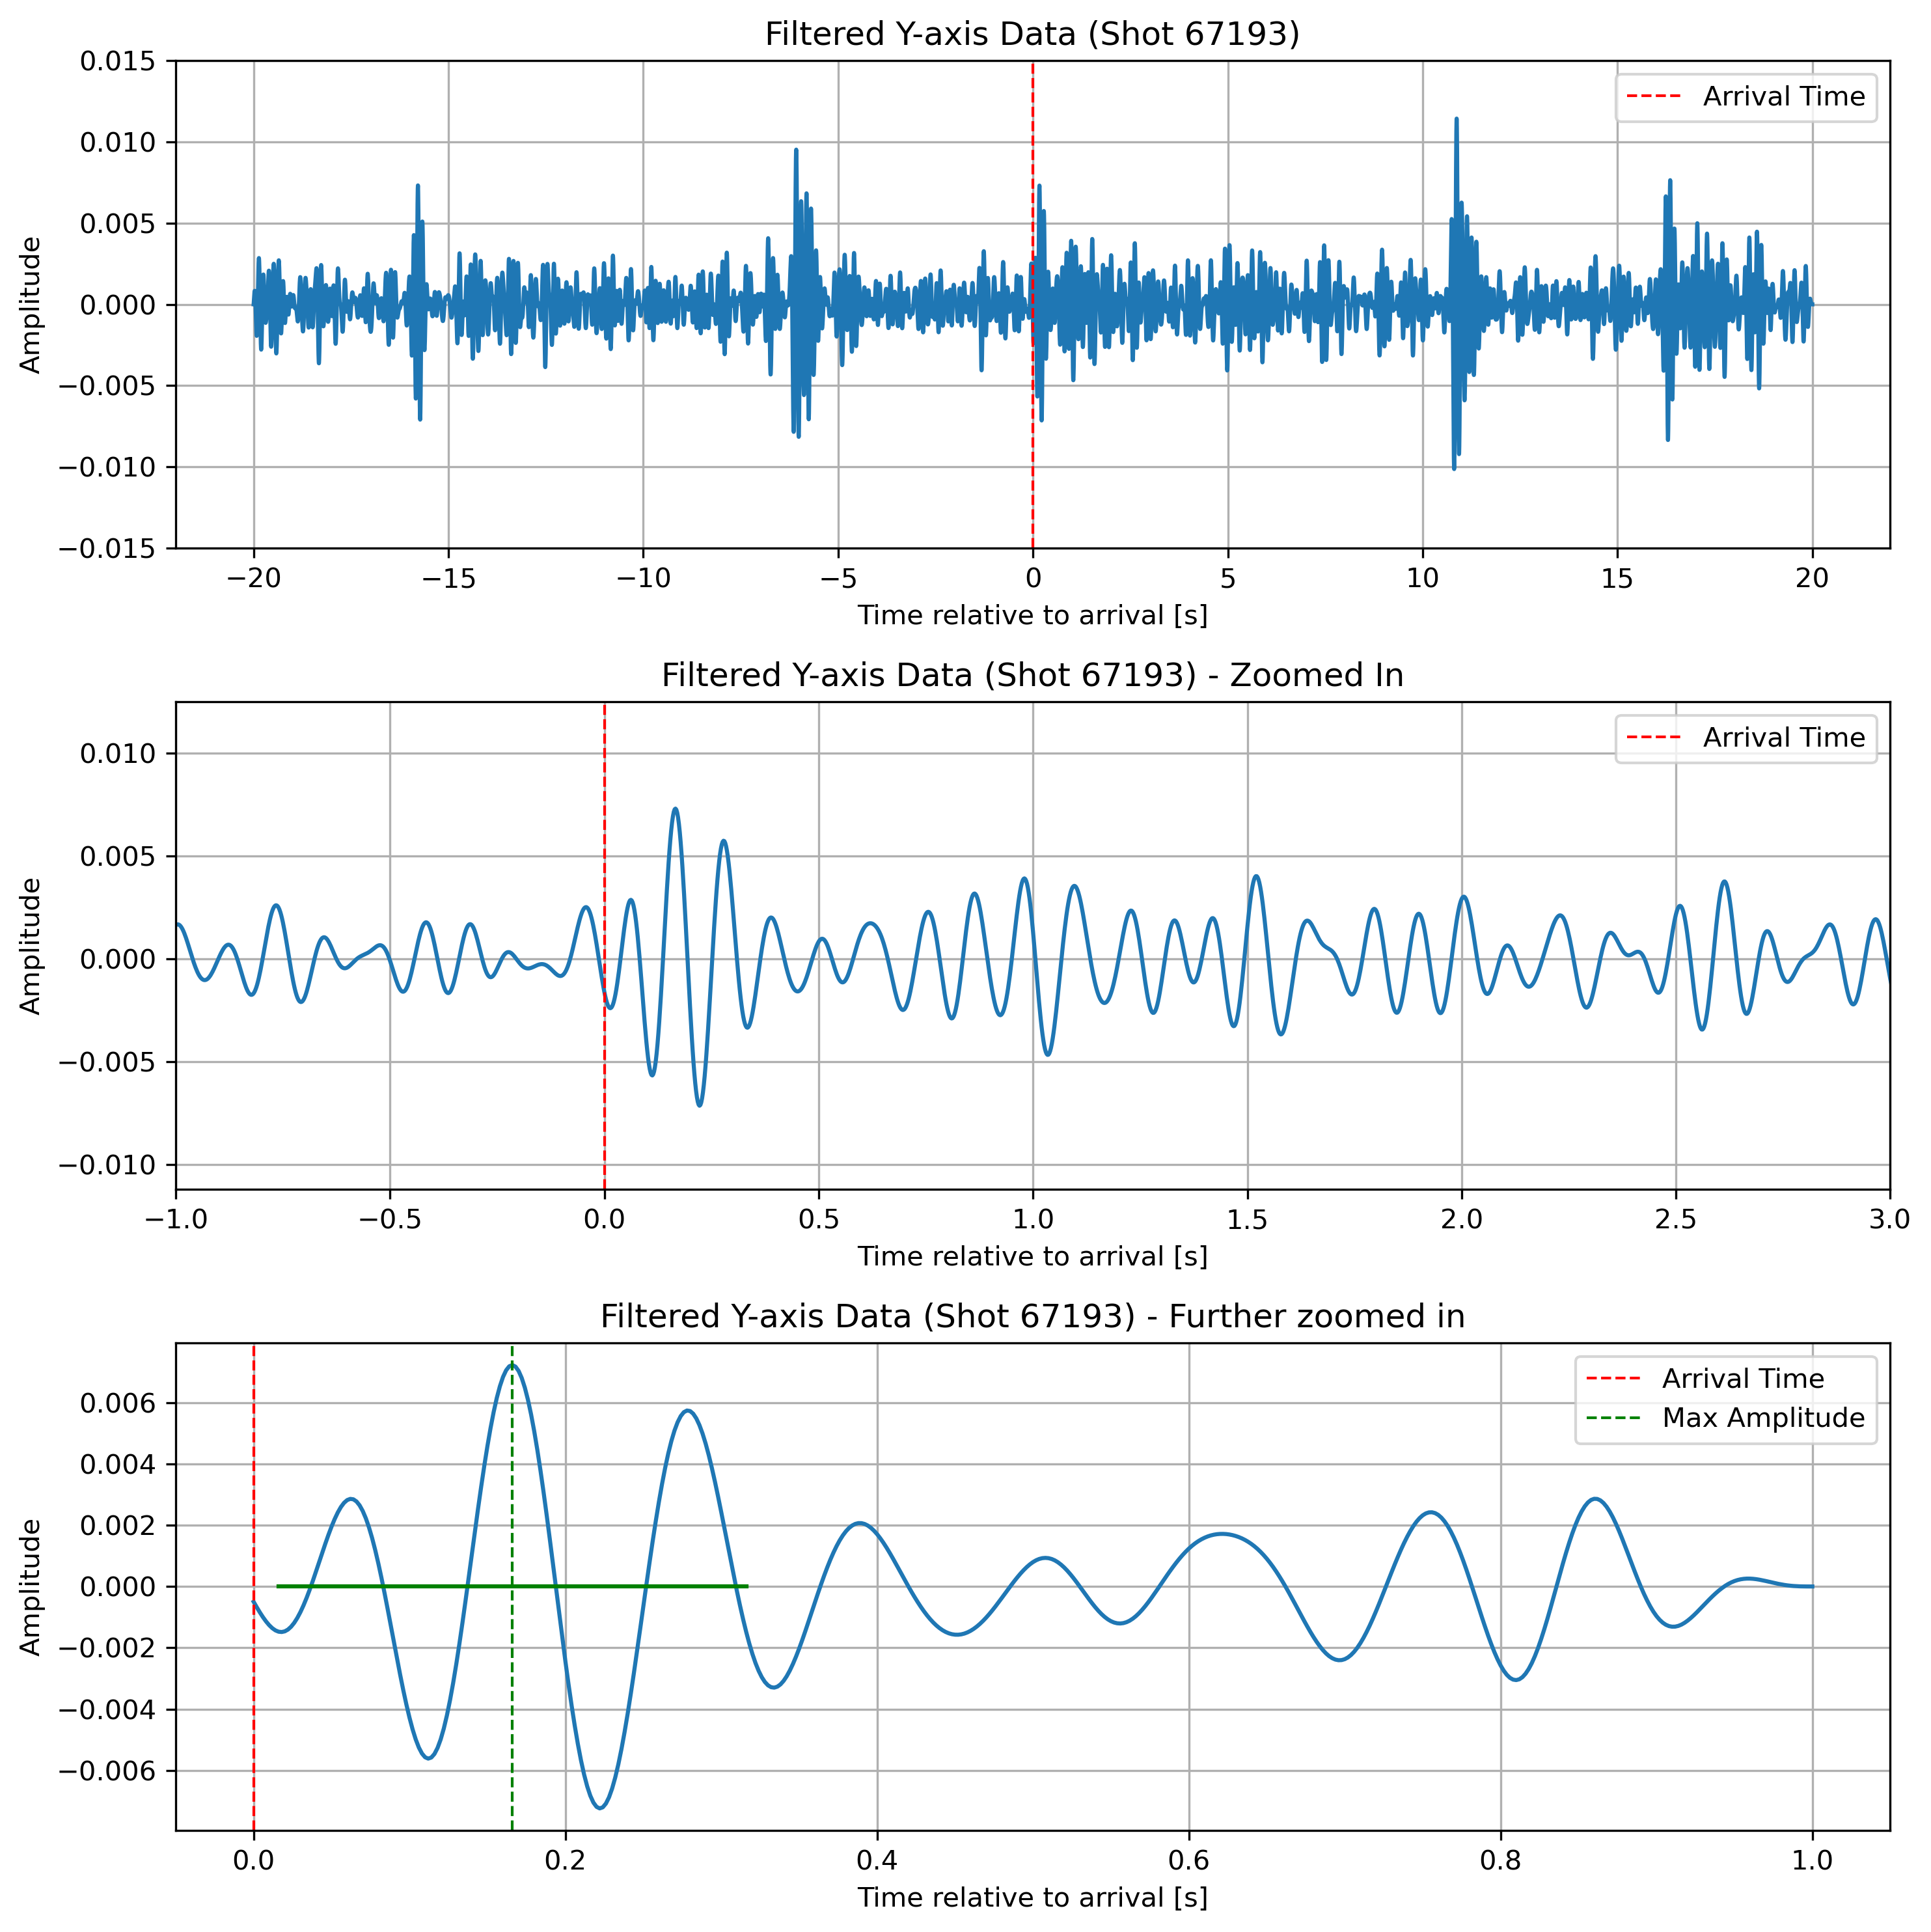 Filtered Y-axis Data (Shot 67193)
0.015
0.010
0.005
0.000
−0.005
−0.010
−0.015
Amplitude
Arrival Time
−20 −15 −10 −5 0 5 10 15 20
Time relative to arrival [s]
Filtered Y-axis Data (Shot 67193) - Zoomed In
0.010
0.005
0.000
−0.005
−0.010
Amplitude
Arrival Time
−1.0 −0.5 0.0 0.5 1.0 1.5 2.0 2.5 3.0
Time relative to arrival [s]
Filtered Y-axis Data (Shot 67193) - Further zoomed in
0.006
0.004
0.002
0.000
−0.002
−0.004
−0.006
Amplitude
Arrival Time
Max Amplitude
0.0 0.2 0.4 0.6 0.8 1.0
Time relative to arrival [s]